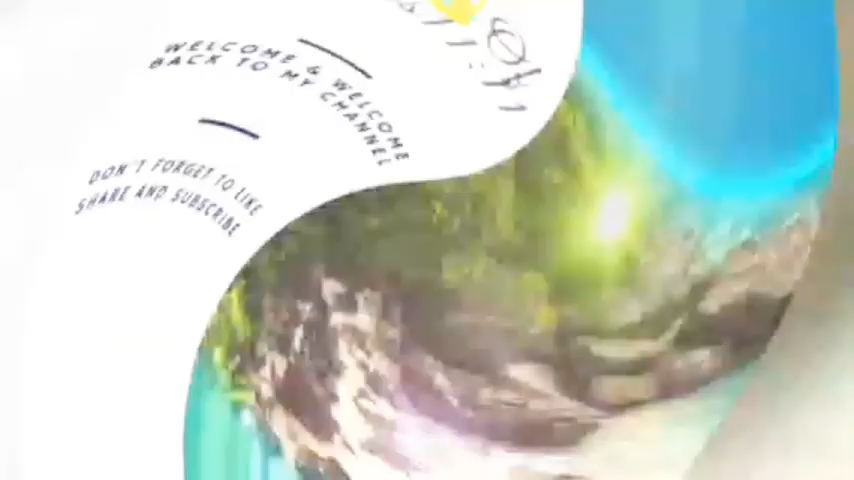 WELCOME & WELCOME
BACK TO MY CHANNEL
DON'T FORGET TO LIKE
SHARE AND SUBSCRIBE